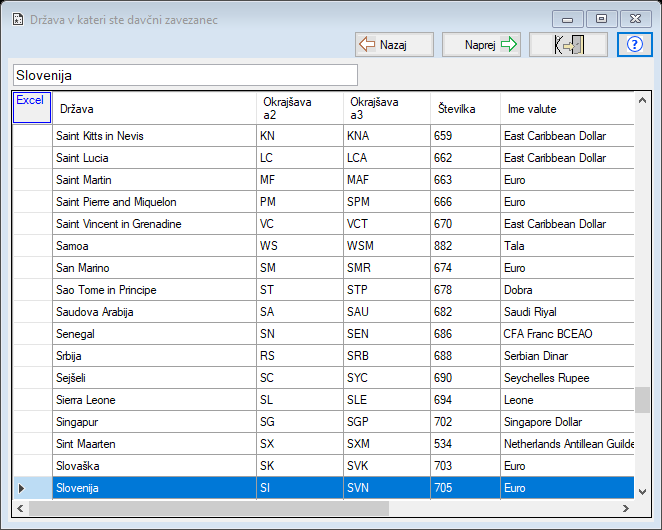 Država v kateri ste davčni zavezanec
Nazaj Naprej ?
Slovenija
Excel Država Okrajšava a2 Okrajšava a3 Številka Ime valute
Saint Kitts in Nevis KN KNA 659 East Caribbean Dollar
Saint Lucia LC LCA 662 East Caribbean Dollar
Saint Martin MF MAF 663 Euro
Saint Pierre and Miquelon PM SPM 666 Euro
Saint Vincent in Grenadine VC VCT 670 East Caribbean Dollar
Samoa WS WSM 882 Tala
San Marino SM SMR 674 Euro
Sao Tome in Principe ST STP 678 Dobra
Saudova Arabija SA SAU 682 Saudi Riyal
Senegal SN SEN 686 CFA Franc BCEAO
Srbija RS SRB 688 Serbian Dinar
Sejšeli SC SYC 690 Seychelles Rupee
Sierra Leone SL SLE 694 Leone
Singapur SG SGP 702 Singapore Dollar
Sint Maarten SX SXM 534 Netherlands Antillean Guilde
Slovaška SK SVK 703 Euro
Slovenija SI SVN 705 Euro